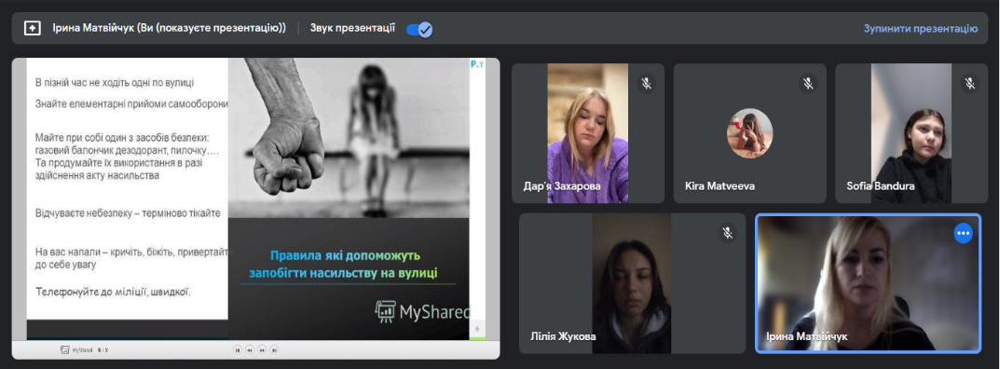 Ірина Матвійчук (Ви (показуєте презентацію))
Звук презентації
Зупинити презентацію
Р.т
В пізній час не ходіть одні по вулиці
Знайте елементарні прийоми самооборони
Майте при собі один з засобів безпеки:
газовий балончик дезодорант, пилочку….
Та продумайте їх використання в разі
здійснення акту насильства
Відчуваєте небезпеку – терміново тікайте
На вас напали – кричіть, біжіть, привертайт
до себе увагу
Телефонуйте до міліції, швидкої.
Правила які допоможуть
запобігти насильству на вулиці
MyShared
6
MyShared 6 / 9
Дар'я Захарова
Kira Matveeva
Sofia Bandura
Лілія Жукова
Ірина Матвійчук